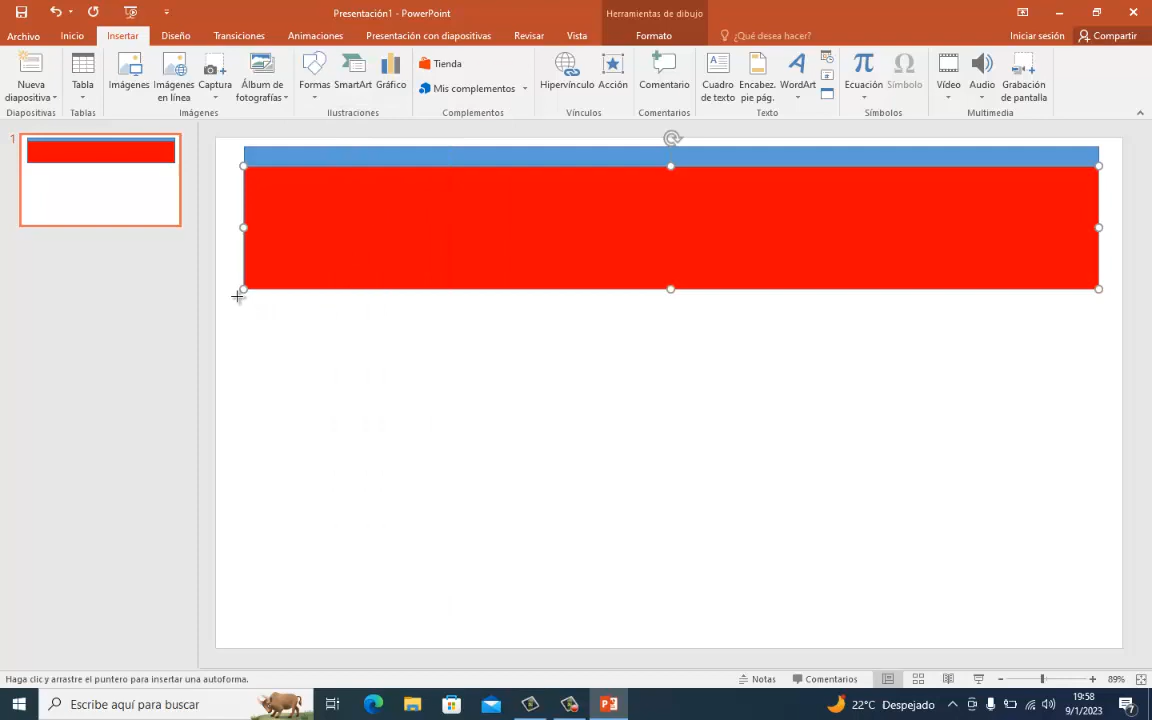 Presentación1 - PowerPoint
Herramientas de dibujo
Archivo Inicio Insertar Diseño Transiciones Animaciones Presentación con diapositivas Revisar Vista Formato ¿Qué desea hacer? Iniciar sesión Compartir
Nueva diapositiva
Tabla
Imágenes
Imágenes en línea
Captura
Álbum de fotografías
Formas
SmartArt
Gráfico
Tienda
Mis complementos
Hipervínculo
Acción
Comentario
Cuadro de texto
Encabez. pie pág.
WordArt
Ecuación
Símbolo
Vídeo
Audio
Grabación de pantalla
Diapositivas Tablas Imágenes Ilustraciones Complementos Vínculos Comentarios Texto Símbolos Multimedia
1
Haga clic y arrastre el puntero para insertar una autoforma.
Notas Comentarios 89%
Escribe aquí para buscar
22°C Despejado
19:58
9/1/2023
7